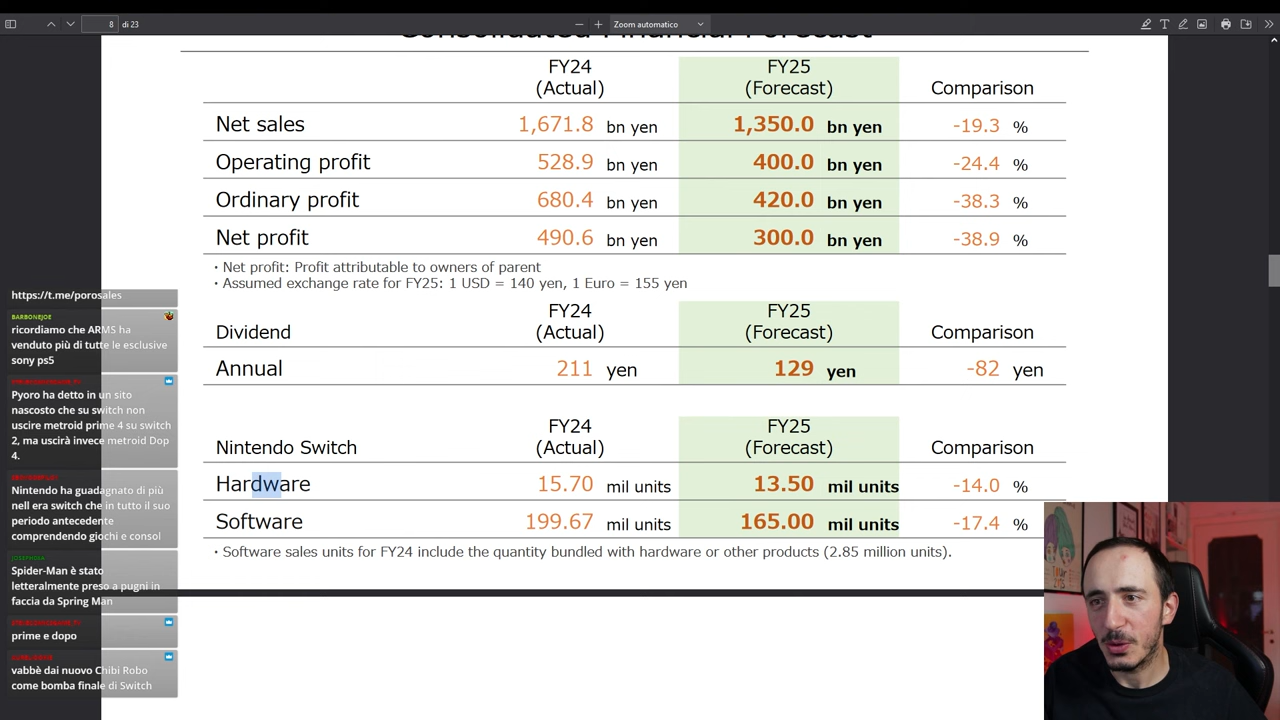 8 di 23 Zoom automatico
Consolidated Financial Forecast
FY24 FY25
(Actual) (Forecast) Comparison
Net sales 1,671.8 bn yen 1,350.0 bn yen -19.3 %
Operating profit 528.9 bn yen 400.0 bn yen -24.4 %
Ordinary profit 680.4 bn yen 420.0 bn yen -38.3 %
Net profit 490.6 bn yen 300.0 bn yen -38.9 %
・Net profit: Profit attributable to owners of parent
・Assumed exchange rate for FY25: 1 USD = 140 yen, 1 Euro = 155 yen
FY24 FY25
Dividend (Actual) (Forecast) Comparison
Annual 211 yen 129 yen -82 yen
FY24 FY25
Nintendo Switch (Actual) (Forecast) Comparison
Hardware 15.70 mil units 13.50 mil units -14.0 %
Software 199.67 mil units 165.00 mil units -17.4 %
・Software sales units for FY24 include the quantity bundled with hardware or other products (2.85 million units).
https://t.me/porosales
BARBONEJOE
ricordiamo che ARMS ha
venduto più di tutte le esclusive
sony ps5
Pyoro ha detto in un sito
nascosto che su switch non
uscire metroid prime 4 su switch
2, ma uscirà invece metroid Dop
4.
Nintendo ha guadagnato di più
nell era switch che in tutto il suo
periodo antecedente
comprendendo giochi e consol
Spider-Man è stato
letteralmente preso a pugni in
faccia da Spring Man
prime e dopo
vabbè dai nuovo Chibi Robo
come bomba finale di Switch